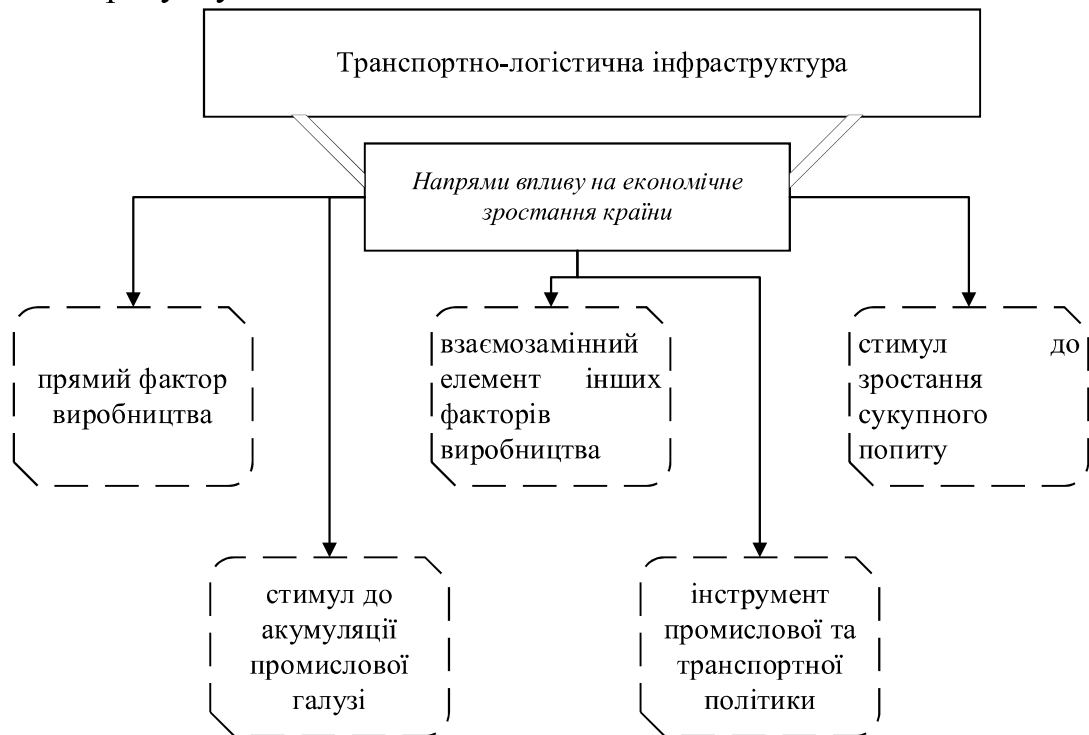 Транспортно-логістична інфраструктура
Напрями впливу на економічне
зростання країни
прямий фактор
виробництва
взаємозамінний
елемент інших
факторів
виробництва
стимул до
зростання
сукупного
попиту
стимул до
акумуляції
промислової
галузі
інструмент
промислової та
транспортної
політики